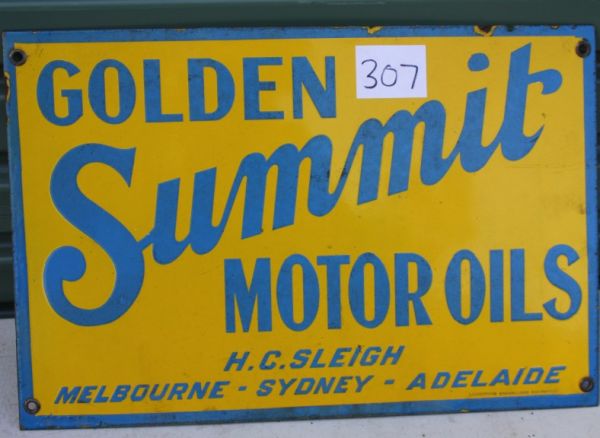 GOLDEN
307
Summit
MOTOR OILS
H.C.SLEIGH
MELBOURNE - SYDNEY - ADELAIDE